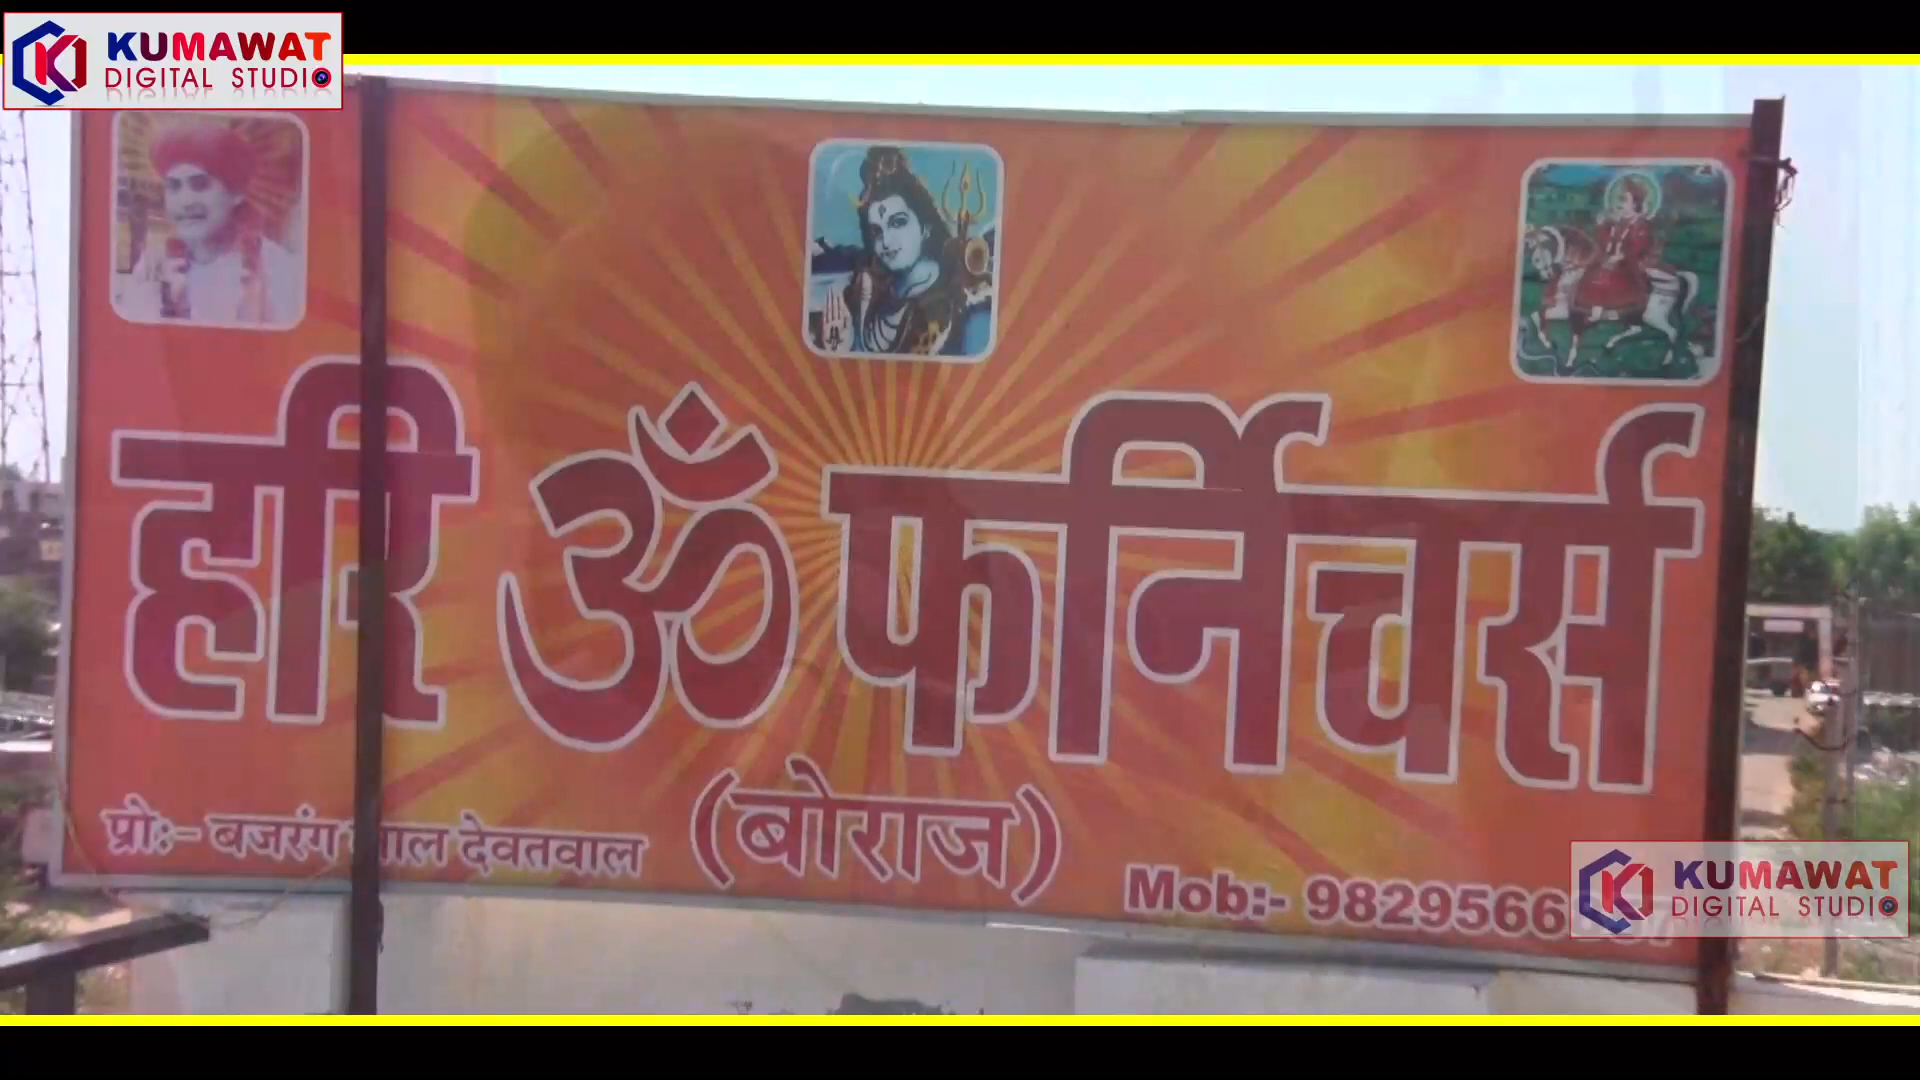 KUMAWAT
DIGITAL STUDIO
हरि ॐ फर्निचर्स
(बोराज)
प्रो:- बजरंग लाल देवतवाल
Mob:- 9829566
KUMAWAT
DIGITAL STUDIO